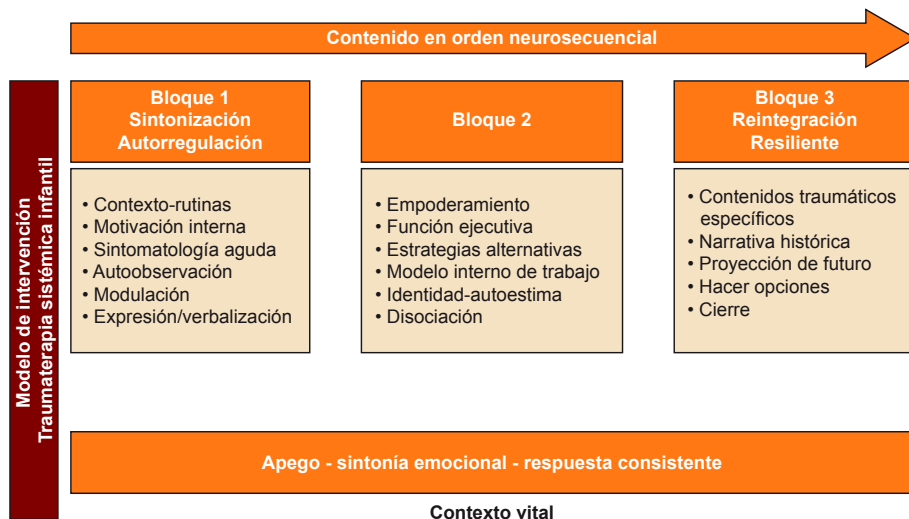 Contenido en orden neurosecuencial
Modelo de intervención
Traumaterapia sistémica infantil
Bloque 1
Sintonización
Autorregulación
• Contexto-rutinas
• Motivación interna
• Sintomatología aguda
• Autoobservación
• Modulación
• Expresión/verbalización
Bloque 2
• Empoderamiento
• Función ejecutiva
• Estrategias alternativas
• Modelo interno de trabajo
• Identidad-autoestima
• Disociación
Bloque 3
Reintegración
Resiliente
• Contenidos traumáticos
específicos
• Narrativa histórica
• Proyección de futuro
• Hacer opciones
• Cierre
Apego - sintonía emocional - respuesta consistente
Contexto vital